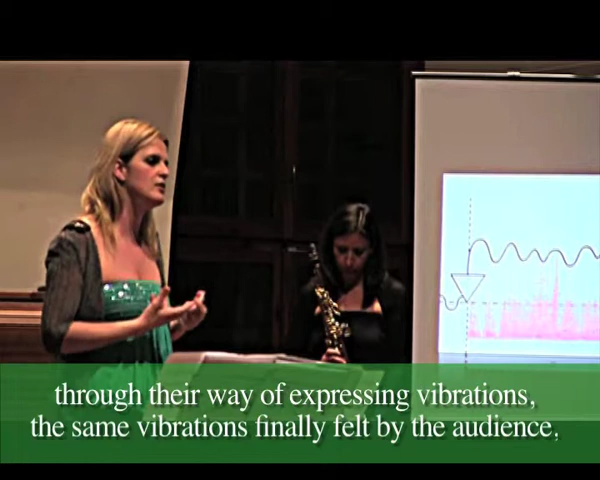 through their way of expressing vibrations,
the same vibrations finally felt by the audience,